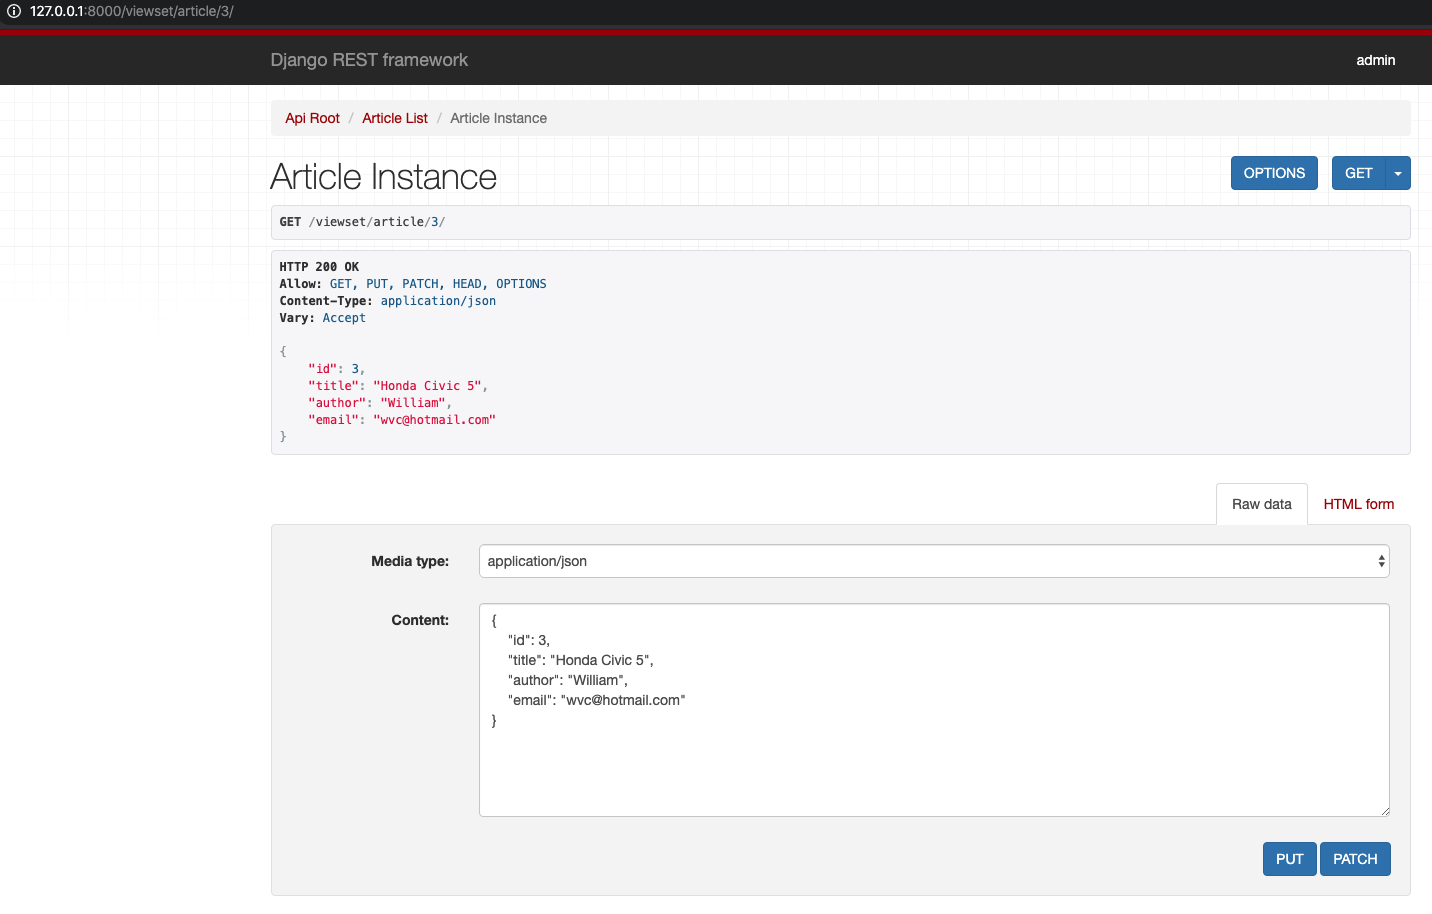 127.0.0.1:8000/viewset/article/3/
Django REST framework
admin
Api Root / Article List / Article Instance
Article Instance
OPTIONS
GET
GET /viewset/article/3/
HTTP 200 OK
Allow: GET, PUT, PATCH, HEAD, OPTIONS
Content-Type: application/json
Vary: Accept
{
    "id": 3,
    "title": "Honda Civic 5",
    "author": "William",
    "email": "wvc@hotmail.com"
}
Raw data
HTML form
Media type:
application/json
Content:
{
    "id": 3,
    "title": "Honda Civic 5",
    "author": "William",
    "email": "wvc@hotmail.com"
}
PUT
PATCH